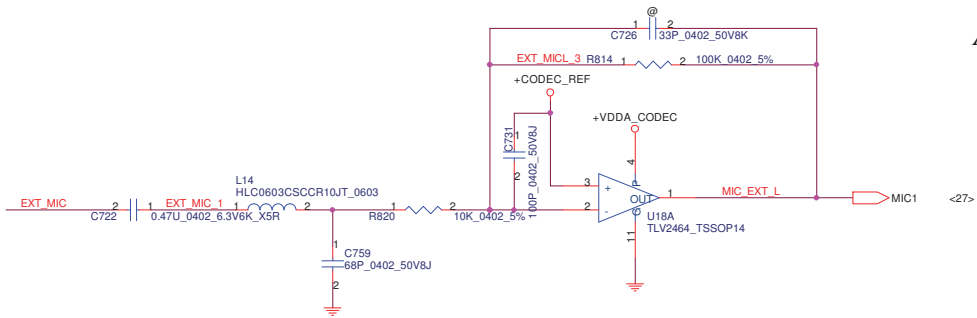 @
1 2
C726 33P_0402_50V8K
EXT_MICL_3 R814 1 2 100K_0402_5%
+CODEC_REF
+VDDA_CODEC
C731
1
2
100P_0402_50V8J
4
P
3 +
2 -
OUT 1
G
11
MIC_EXT_L
U18A
TLV2464_TSSOP14
MIC1 <27>
L14
HLC0603CSCCR10JT_0603
EXT_MIC 2 1 EXT_MIC_1 1 2 1 2
C722 0.47U_0402_6.3V6K_X5R R820 10K_0402_5%
1
C759
68P_0402_50V8J
2